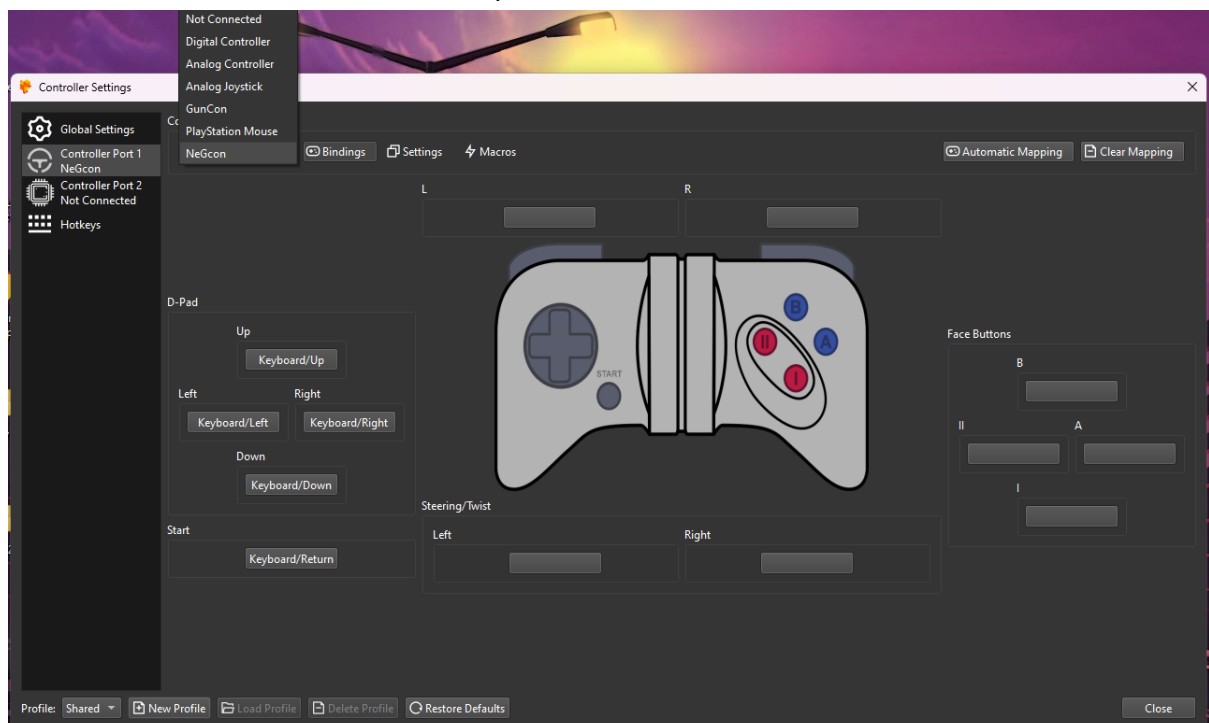 Not Connected
Digital Controller
Analog Controller
Analog Joystick
GunCon
PlayStation Mouse
NeGcon
Controller Settings
Global Settings
Controller Port 1
NeGcon
Controller Port 2
Not Connected
Hotkeys
Bindings Settings Macros Automatic Mapping Clear Mapping
L R
D-Pad
Up
Keyboard/Up
Left Right
Keyboard/Left Keyboard/Right
Down
Keyboard/Down
Start
Keyboard/Return
START
B
A
II
I
Steering/Twist
Left Right
Face Buttons
B
II A
I
Profile: Shared New Profile Load Profile Delete Profile Restore Defaults Close